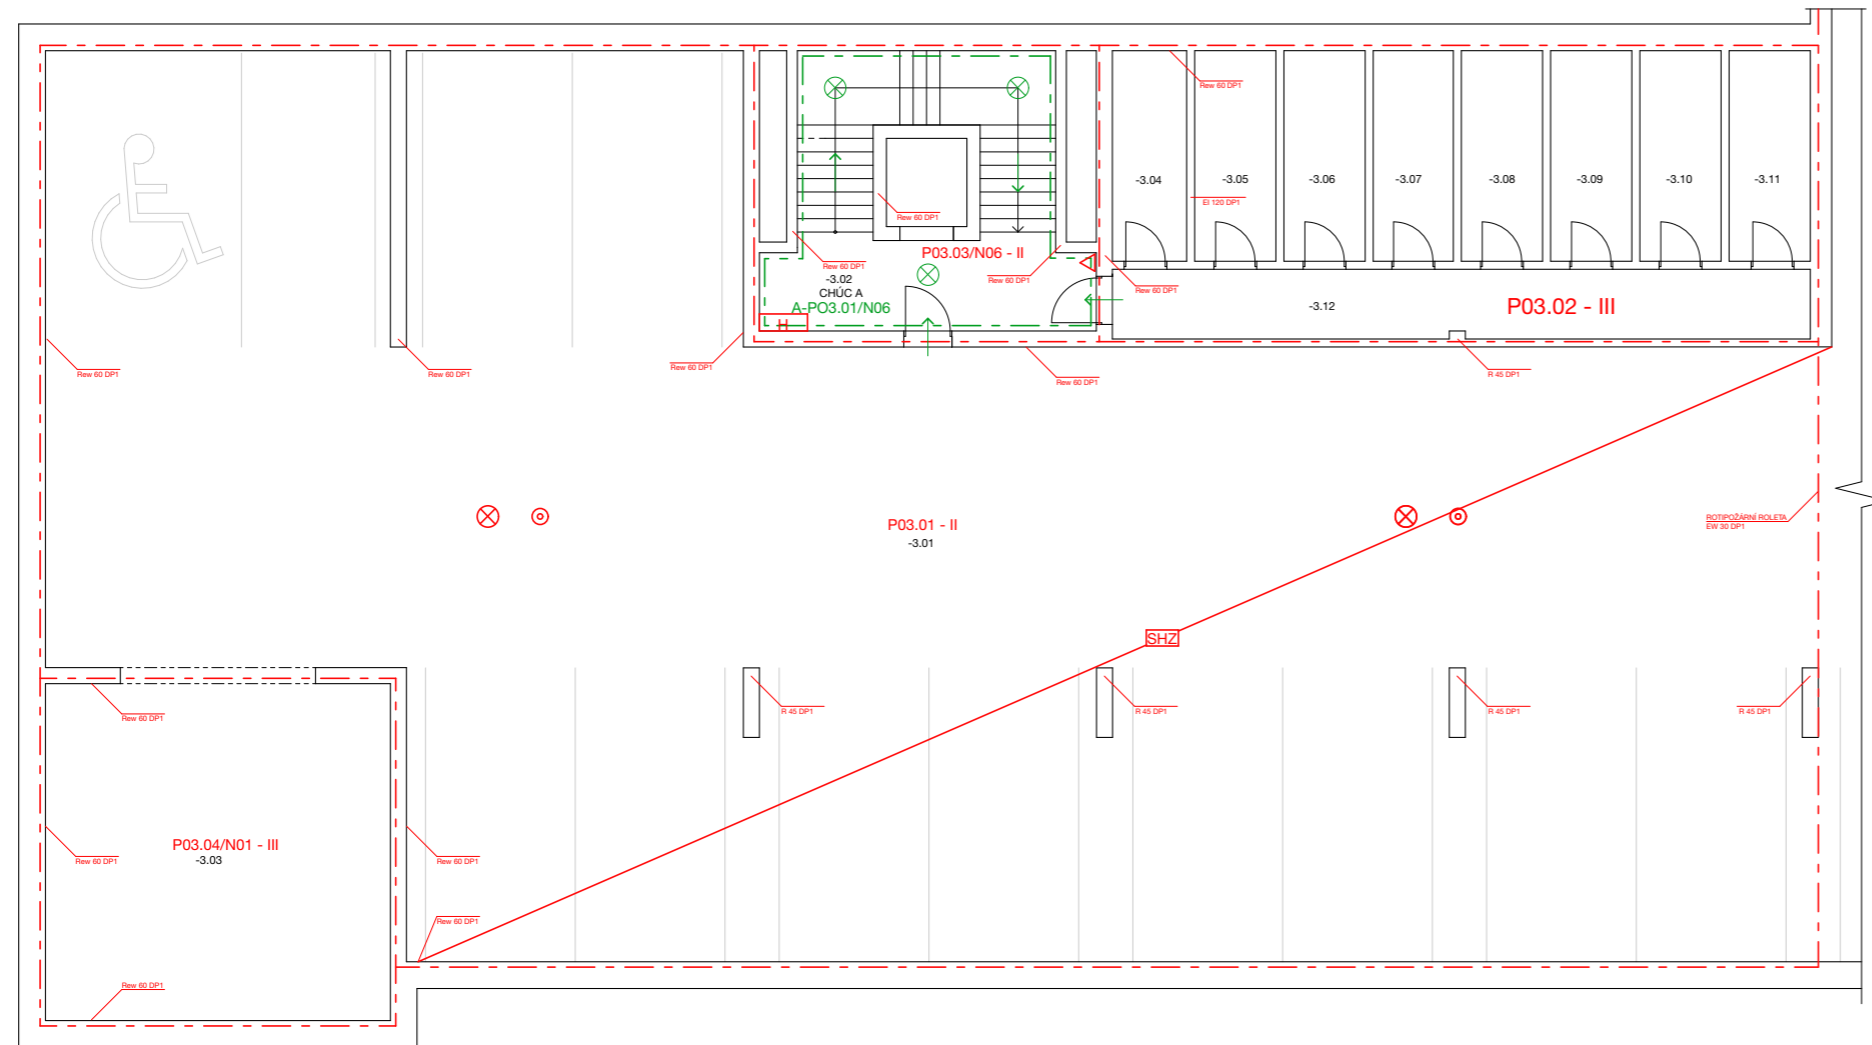 Rew 60 DP1
-3.04
-3.05
-3.06
-3.07
-3.08
-3.09
-3.10
-3.11
EI 120 DP1
Rew 60 DP1
P03.03/N06 - II
Rew 60 DP1
-3.02
CHÚC A
A-PO3.01/N06
Rew 60 DP1
Rew 60 DP1
H
-3.12
P03.02 - III
Rew 60 DP1
Rew 60 DP1
Rew 60 DP1
Rew 60 DP1
R 45 DP1
P03.01 - II
-3.01
ROTIPOŽÁRNÍ ROLETA
EW 30 DP1
SHZ
Rew 60 DP1
R 45 DP1
R 45 DP1
R 45 DP1
R 45 DP1
P03.04/N01 - III
-3.03
Rew 60 DP1
Rew 60 DP1
Rew 60 DP1
Rew 60 DP1